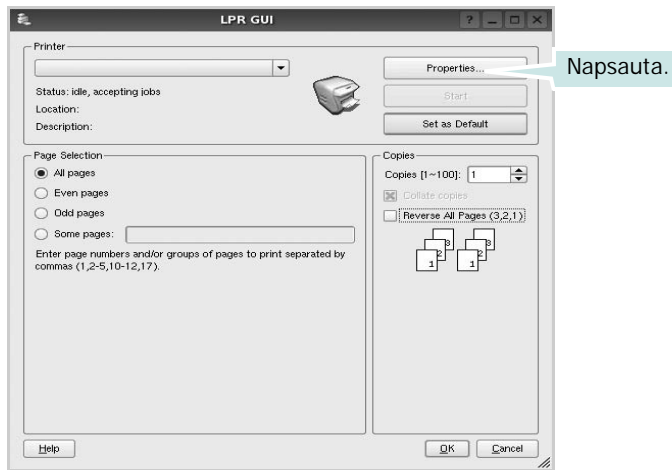 LPR GUI
Printer
Properties...
Napsauta.
Status: idle, accepting jobs
Start
Location:
Description:
Set as Default
Page Selection
All pages
Even pages
Odd pages
Some pages:
Enter page numbers and/or groups of pages to print separated by
commas (1,2-5,10-12,17).
Copies
Copies [1~100]: 1
Collate copies
Reverse All Pages (3,2,1)
3 3
2 2
1 1
Help
OK
Cancel